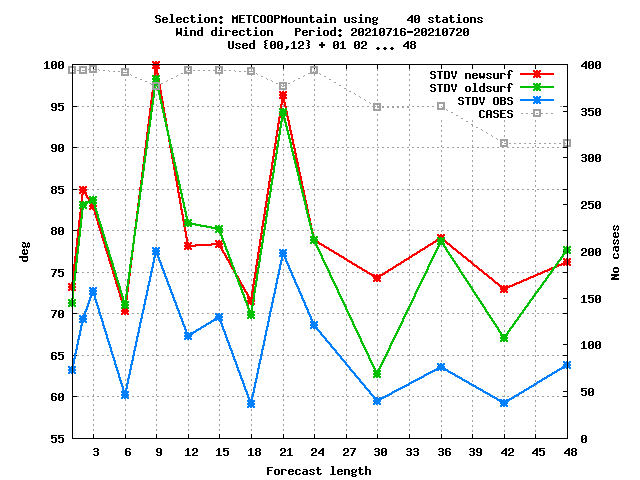 Selection: METCOOPMountain using    40 stations
Wind direction   Period: 20210716-20210720
Used {00,12} + 01 02 ... 48
STDV newsurf
STDV oldsurf
STDV OBS
CASES
100
95
90
85
80
75
70
65
60
55
deg
400
350
300
250
200
150
100
50
0
No cases
3 6 9 12 15 18 21 24 27 30 33 36 39 42 45 48
Forecast length